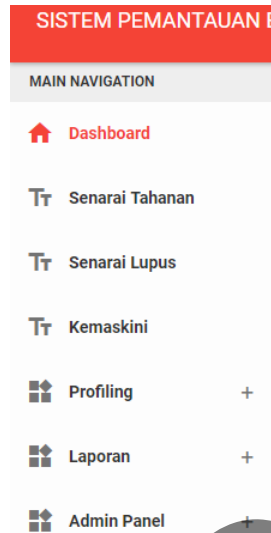 SISTEM PEMANTAUAN
MAIN NAVIGATION
Dashboard
Senarai Tahanan
Senarai Lupus
Kemaskini
Profiling +
Laporan +
Admin Panel +